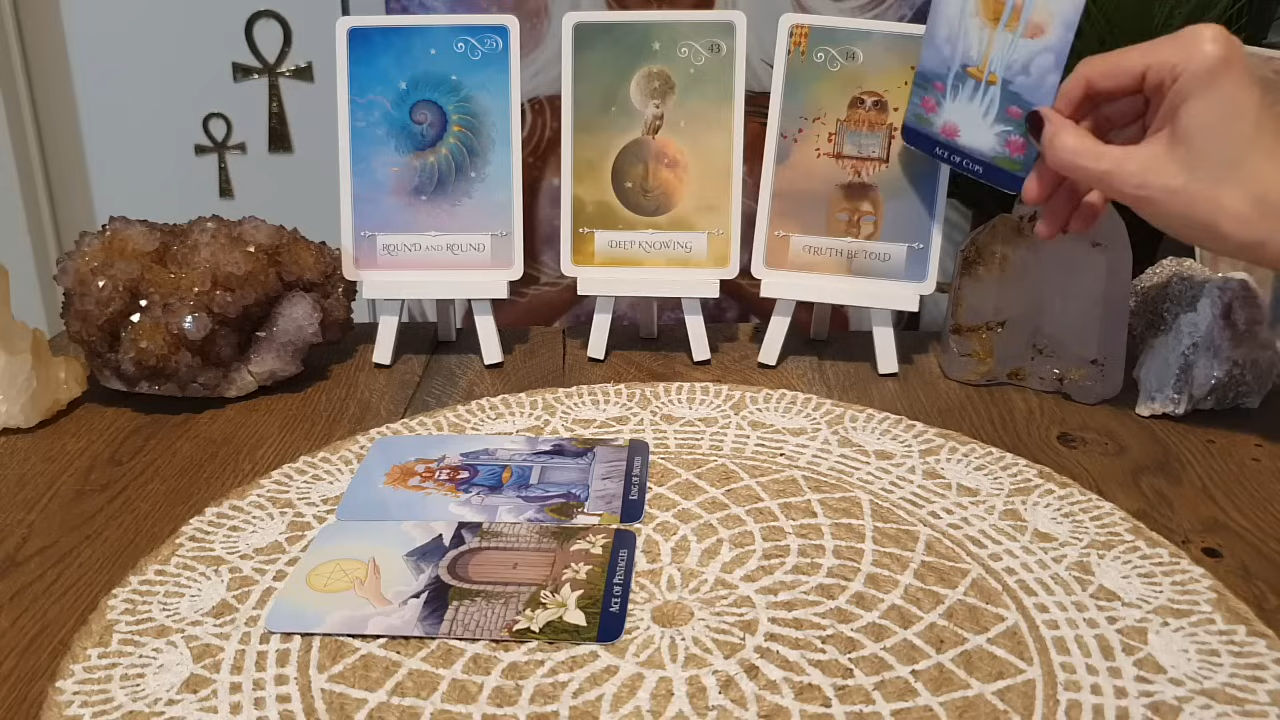 25
ROUND AND ROUND
43
DEEP KNOWING
14
TRUTH BE TOLD
ACE OF CUPS
KING OF SWORDS
ACE OF PENTACLES